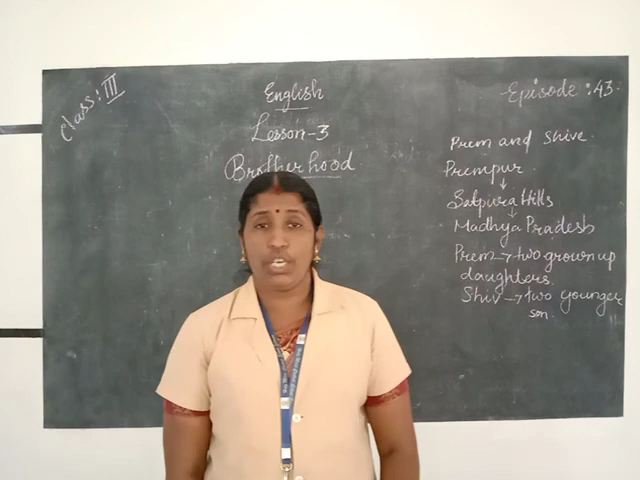 Class: III
English
Lesson-3
Brotherhood
Episode: 43.
Prem and Shive.
Prempur.
↓
Satpura Hills
↓
Madhya Pradesh
Prem → two grown up
daughters.
Shiv → two younger
son.